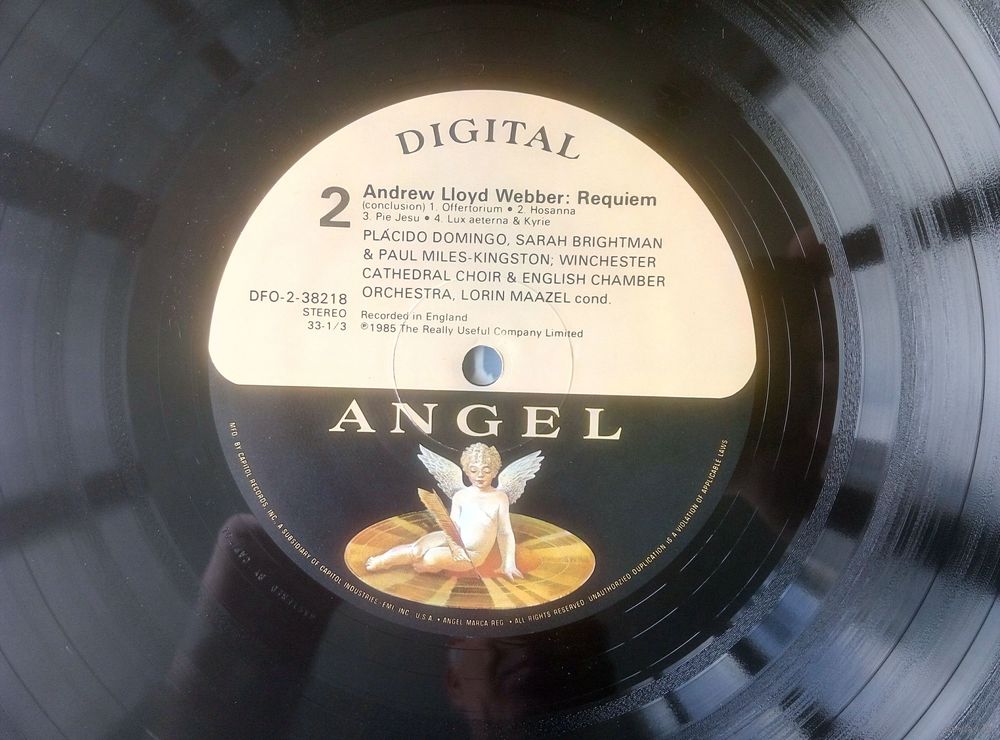 DIGITAL
2
Andrew Lloyd Webber: Requiem
(conclusion) 1. Offertorium • 2. Hosanna
3. Pie Jesu • 4. Lux aeterna & Kyrie
PLÁCIDO DOMINGO, SARAH BRIGHTMAN
& PAUL MILES-KINGSTON; WINCHESTER
CATHEDRAL CHOIR & ENGLISH CHAMBER
ORCHESTRA, LORIN MAAZEL cond.
DFO-2-38218
STEREO
33-1/3
Recorded in England
℗1985 The Really Useful Company Limited
ANGEL
MFD. BY CAPITOL RECORDS, INC., A SUBSIDIARY OF CAPITOL INDUSTRIES-EMI, INC. U.S.A. • ANGEL MARCA REG. • ALL RIGHTS RESERVED. UNAUTHORZIED DUPLICATION IS A VIOLATION OF APPLICABLE LAWS